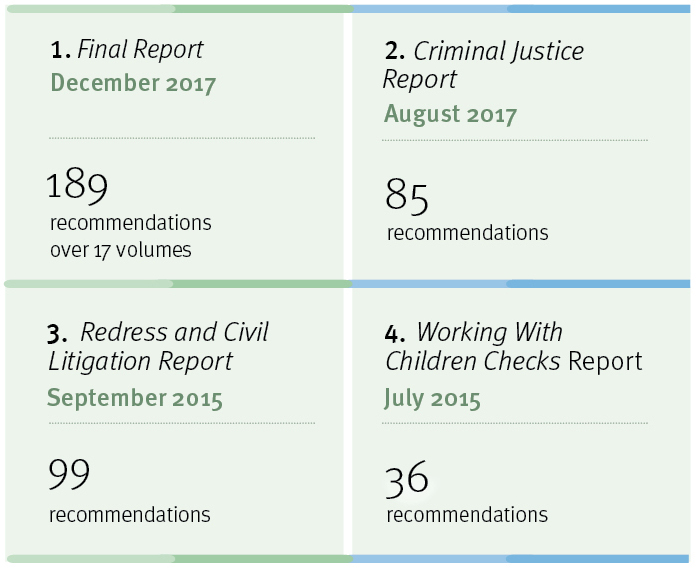 1. Final Report
December 2017
189
recommendations
over 17 volumes
2. Criminal Justice
Report
August 2017
85
recommendations
3. Redress and Civil
Litigation Report
September 2015
99
recommendations
4. Working With
Children Checks Report
July 2015
36
recommendations